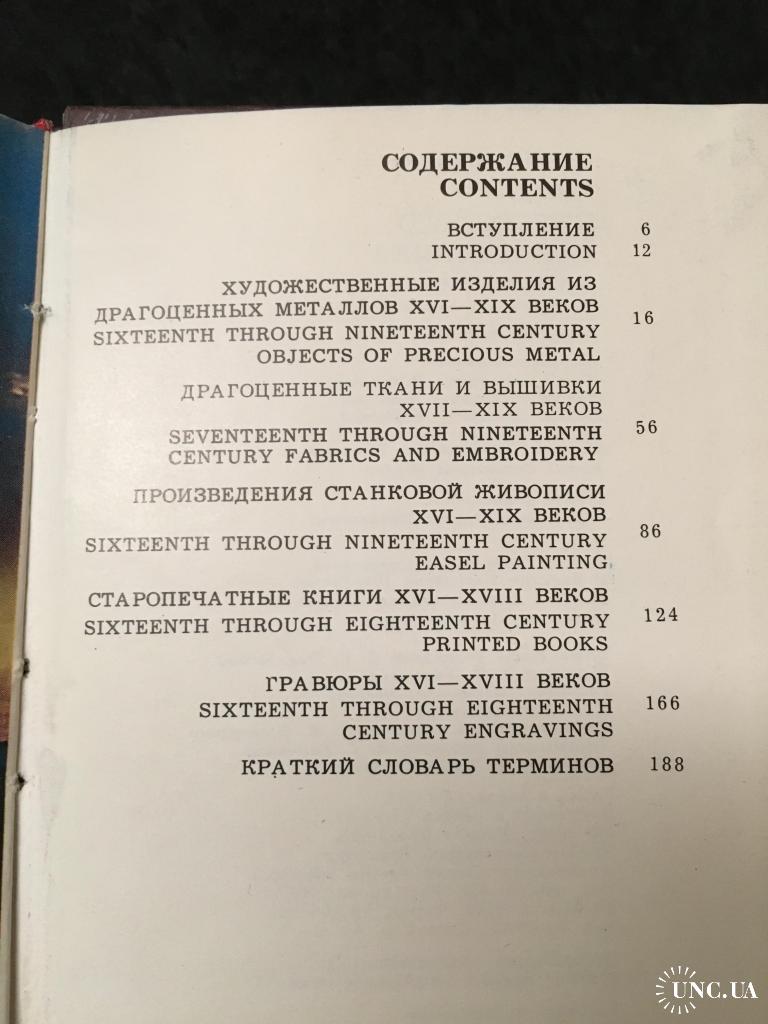 СОДЕРЖАНИЕ
CONTENTS
ВСТУПЛЕНИЕ 6
INTRODUCTION 12
ХУДОЖЕСТВЕННЫЕ ИЗДЕЛИЯ ИЗ
ДРАГОЦЕННЫХ МЕТАЛЛОВ XVI—XIX ВЕКОВ
16
SIXTEENTH THROUGH NINETEENTH CENTURY
OBJECTS OF PRECIOUS METAL
ДРАГОЦЕННЫЕ ТКАНИ И ВЫШИВКИ
XVII—XIX ВЕКОВ
56
SEVENTEENTH THROUGH NINETEENTH
CENTURY FABRICS AND EMBROIDERY
ПРОИЗВЕДЕНИЯ СТАНКОВОЙ ЖИВОПИСИ
XVI—XIX ВЕКОВ
86
SIXTEENTH THROUGH NINETEENTH CENTURY
EASEL PAINTING
СТАРОПЕЧАТНЫЕ КНИГИ XVI—XVIII ВЕКОВ
124
SIXTEENTH THROUGH EIGHTEENTH CENTURY
PRINTED BOOKS
ГРАВЮРЫ XVI—XVIII ВЕКОВ
SIXTEENTH THROUGH EIGHTEENTH 166
CENTURY ENGRAVINGS
КРАТКИЙ СЛОВАРЬ ТЕРМИНОВ 188
UNC.UA